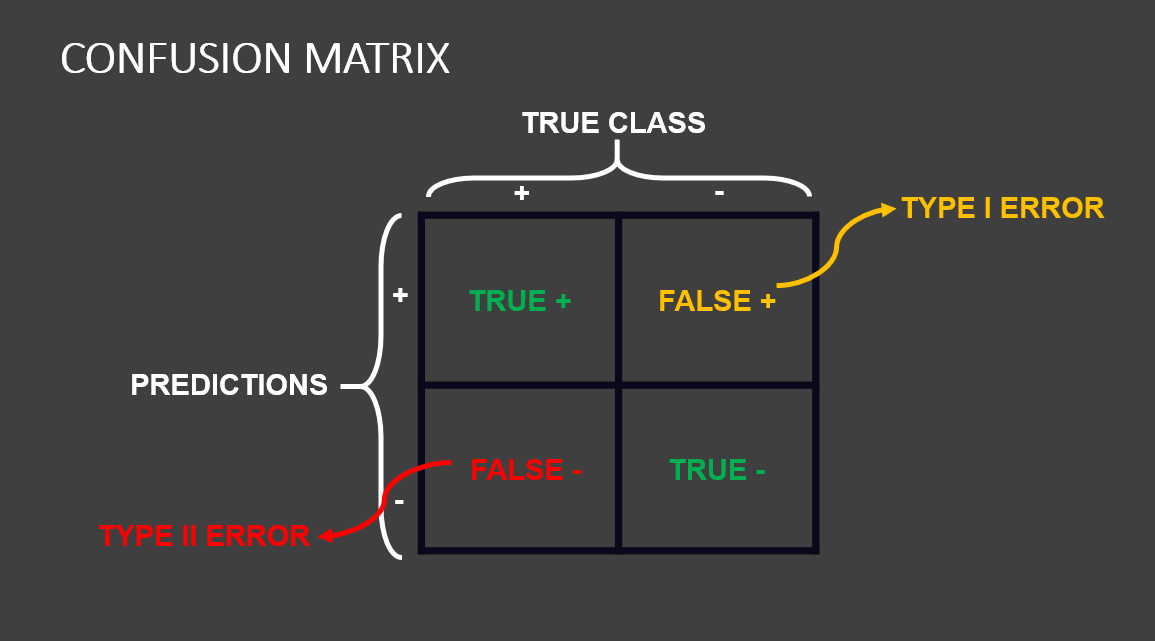 CONFUSION MATRIX
TRUE CLASS
+ -
TYPE I ERROR
+ TRUE + FALSE +
PREDICTIONS
- FALSE - TRUE -
TYPE II ERROR